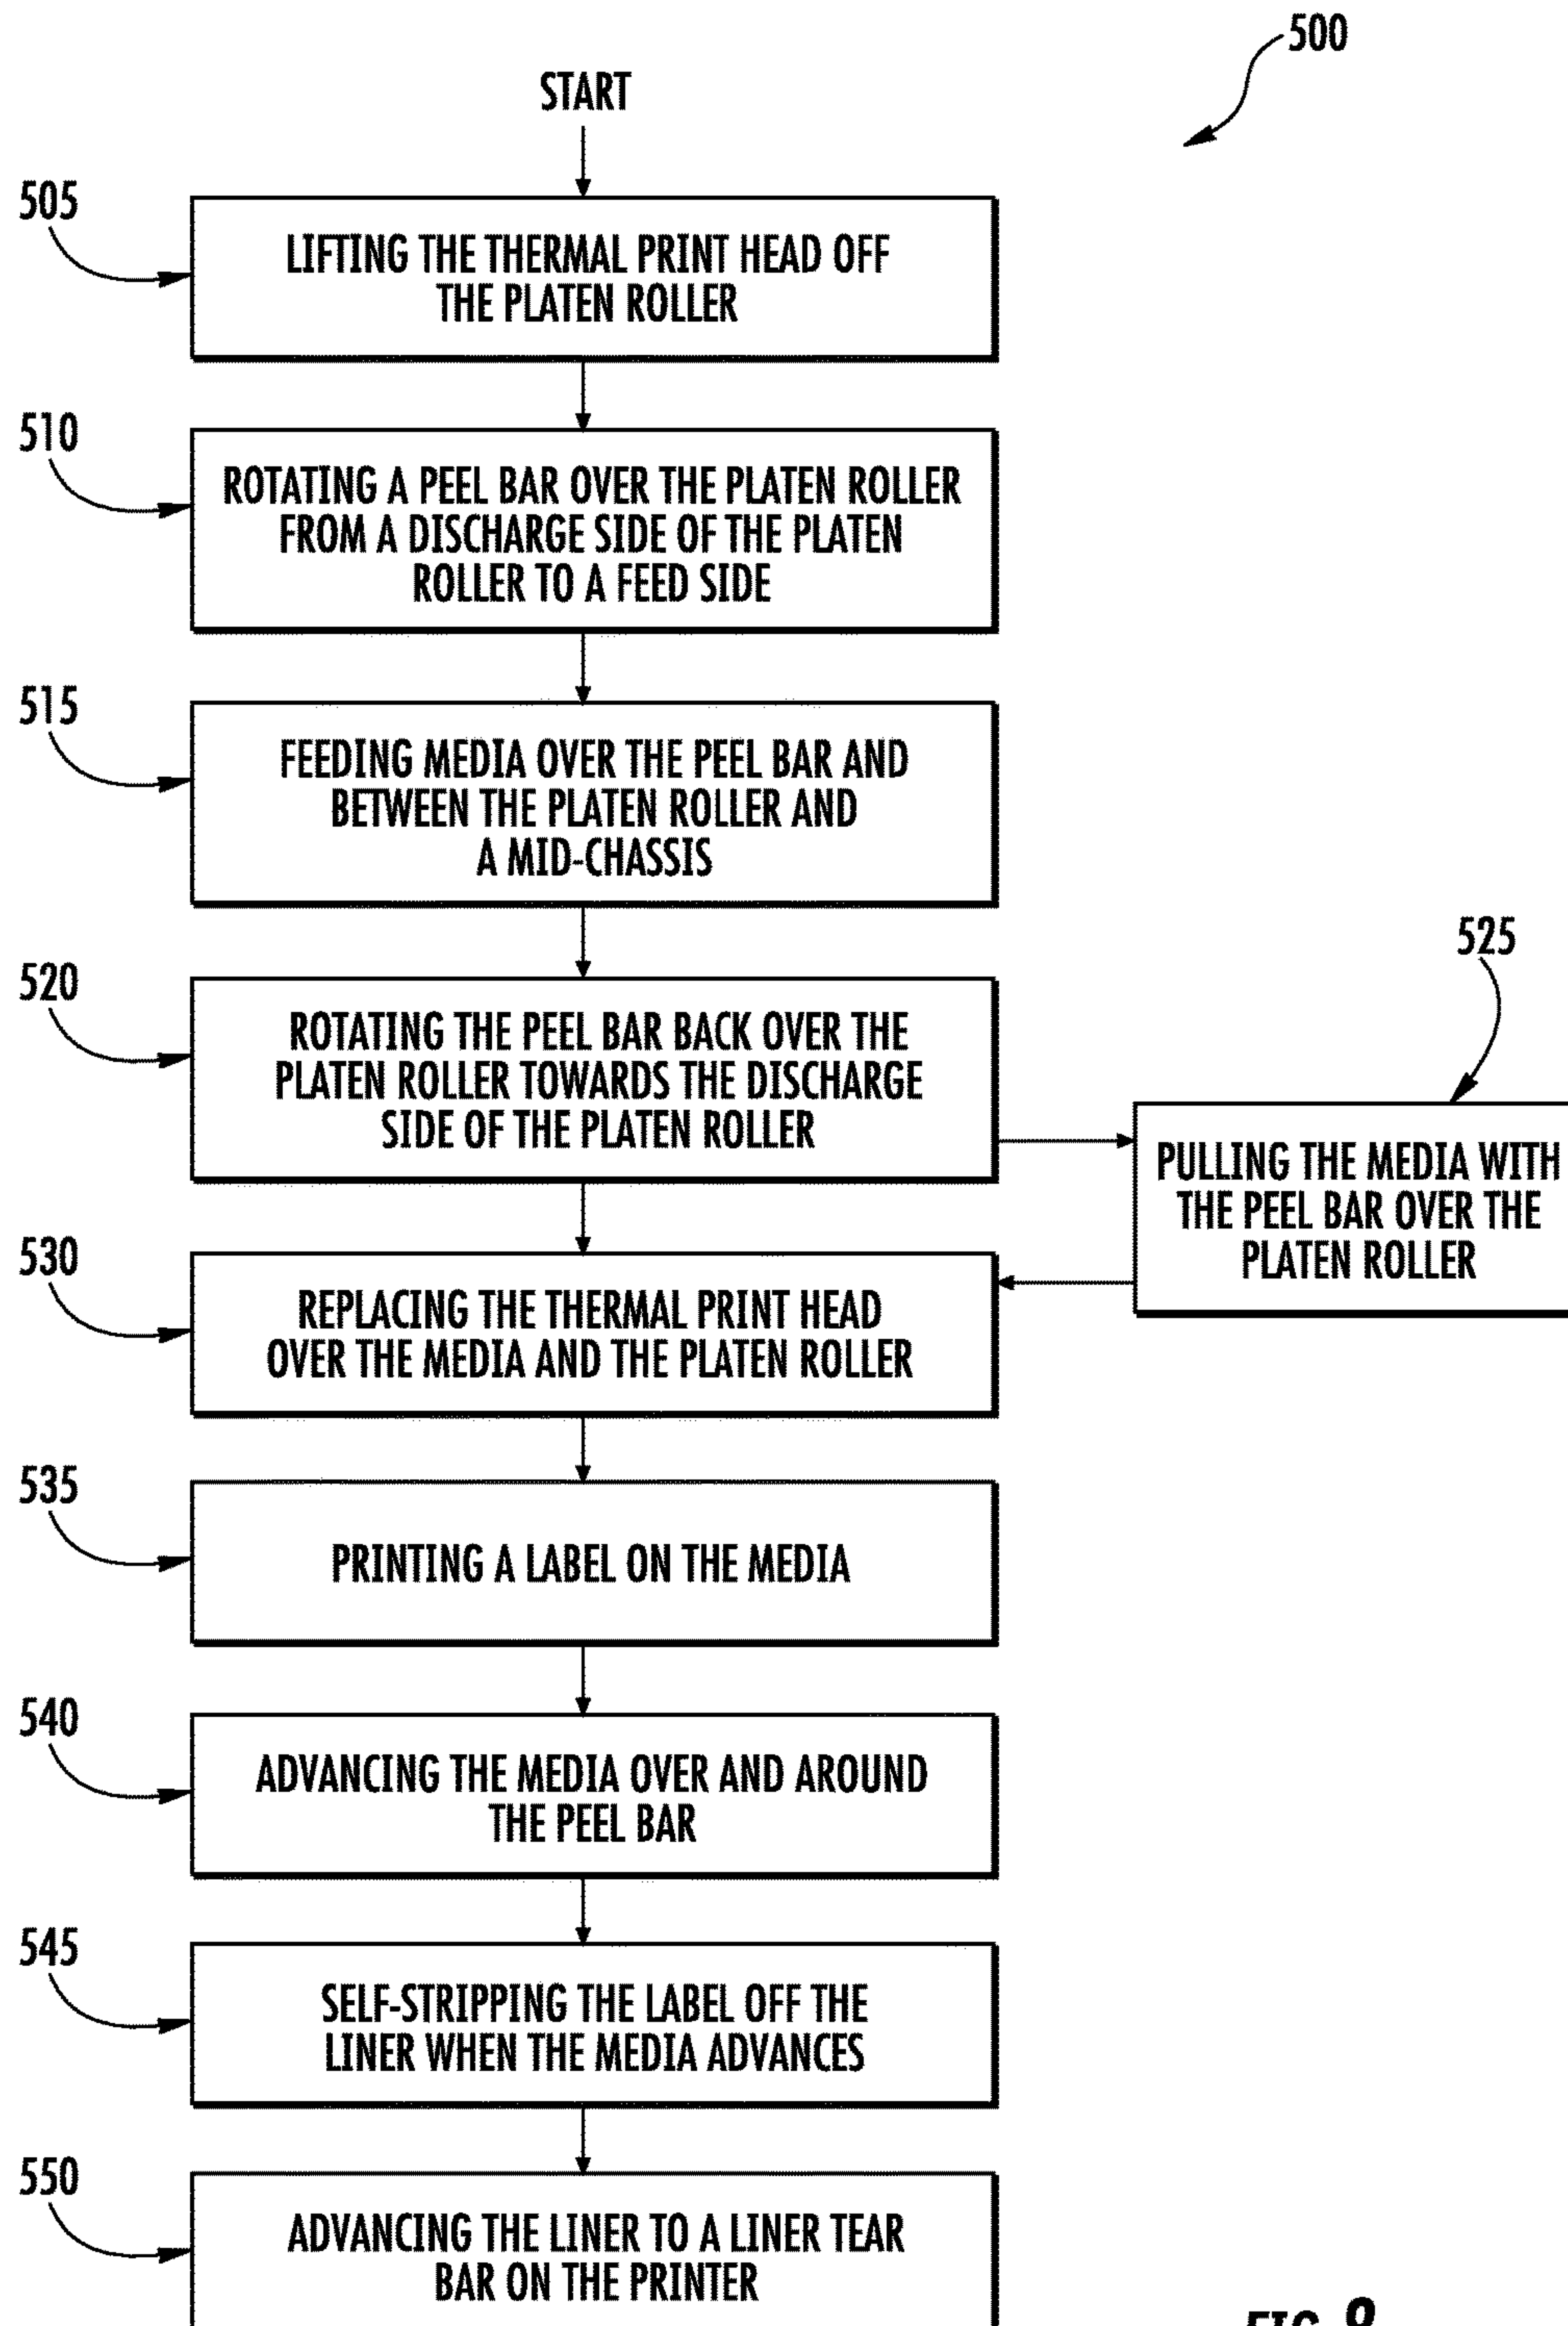 500
START
505
LIFTING THE THERMAL PRINT HEAD OFF
THE PLATEN ROLLER
510
ROTATING A PEEL BAR OVER THE PLATEN ROLLER
FROM A DISCHARGE SIDE OF THE PLATEN
ROLLER TO A FEED SIDE
515
FEEDING MEDIA OVER THE PEEL BAR AND
BETWEEN THE PLATEN ROLLER AND
A MID-CHASSIS
520
ROTATING THE PEEL BAR BACK OVER THE
PLATEN ROLLER TOWARDS THE DISCHARGE
SIDE OF THE PLATEN ROLLER
525
PULLING THE MEDIA WITH
THE PEEL BAR OVER THE
PLATEN ROLLER
530
REPLACING THE THERMAL PRINT HEAD
OVER THE MEDIA AND THE PLATEN ROLLER
535
PRINTING A LABEL ON THE MEDIA
540
ADVANCING THE MEDIA OVER AND AROUND
THE PEEL BAR
545
SELF-STRIPPING THE LABEL OFF THE
LINER WHEN THE MEDIA ADVANCES
550
ADVANCING THE LINER TO A LINER TEAR
BAR ON THE PRINTER
FIG. 9